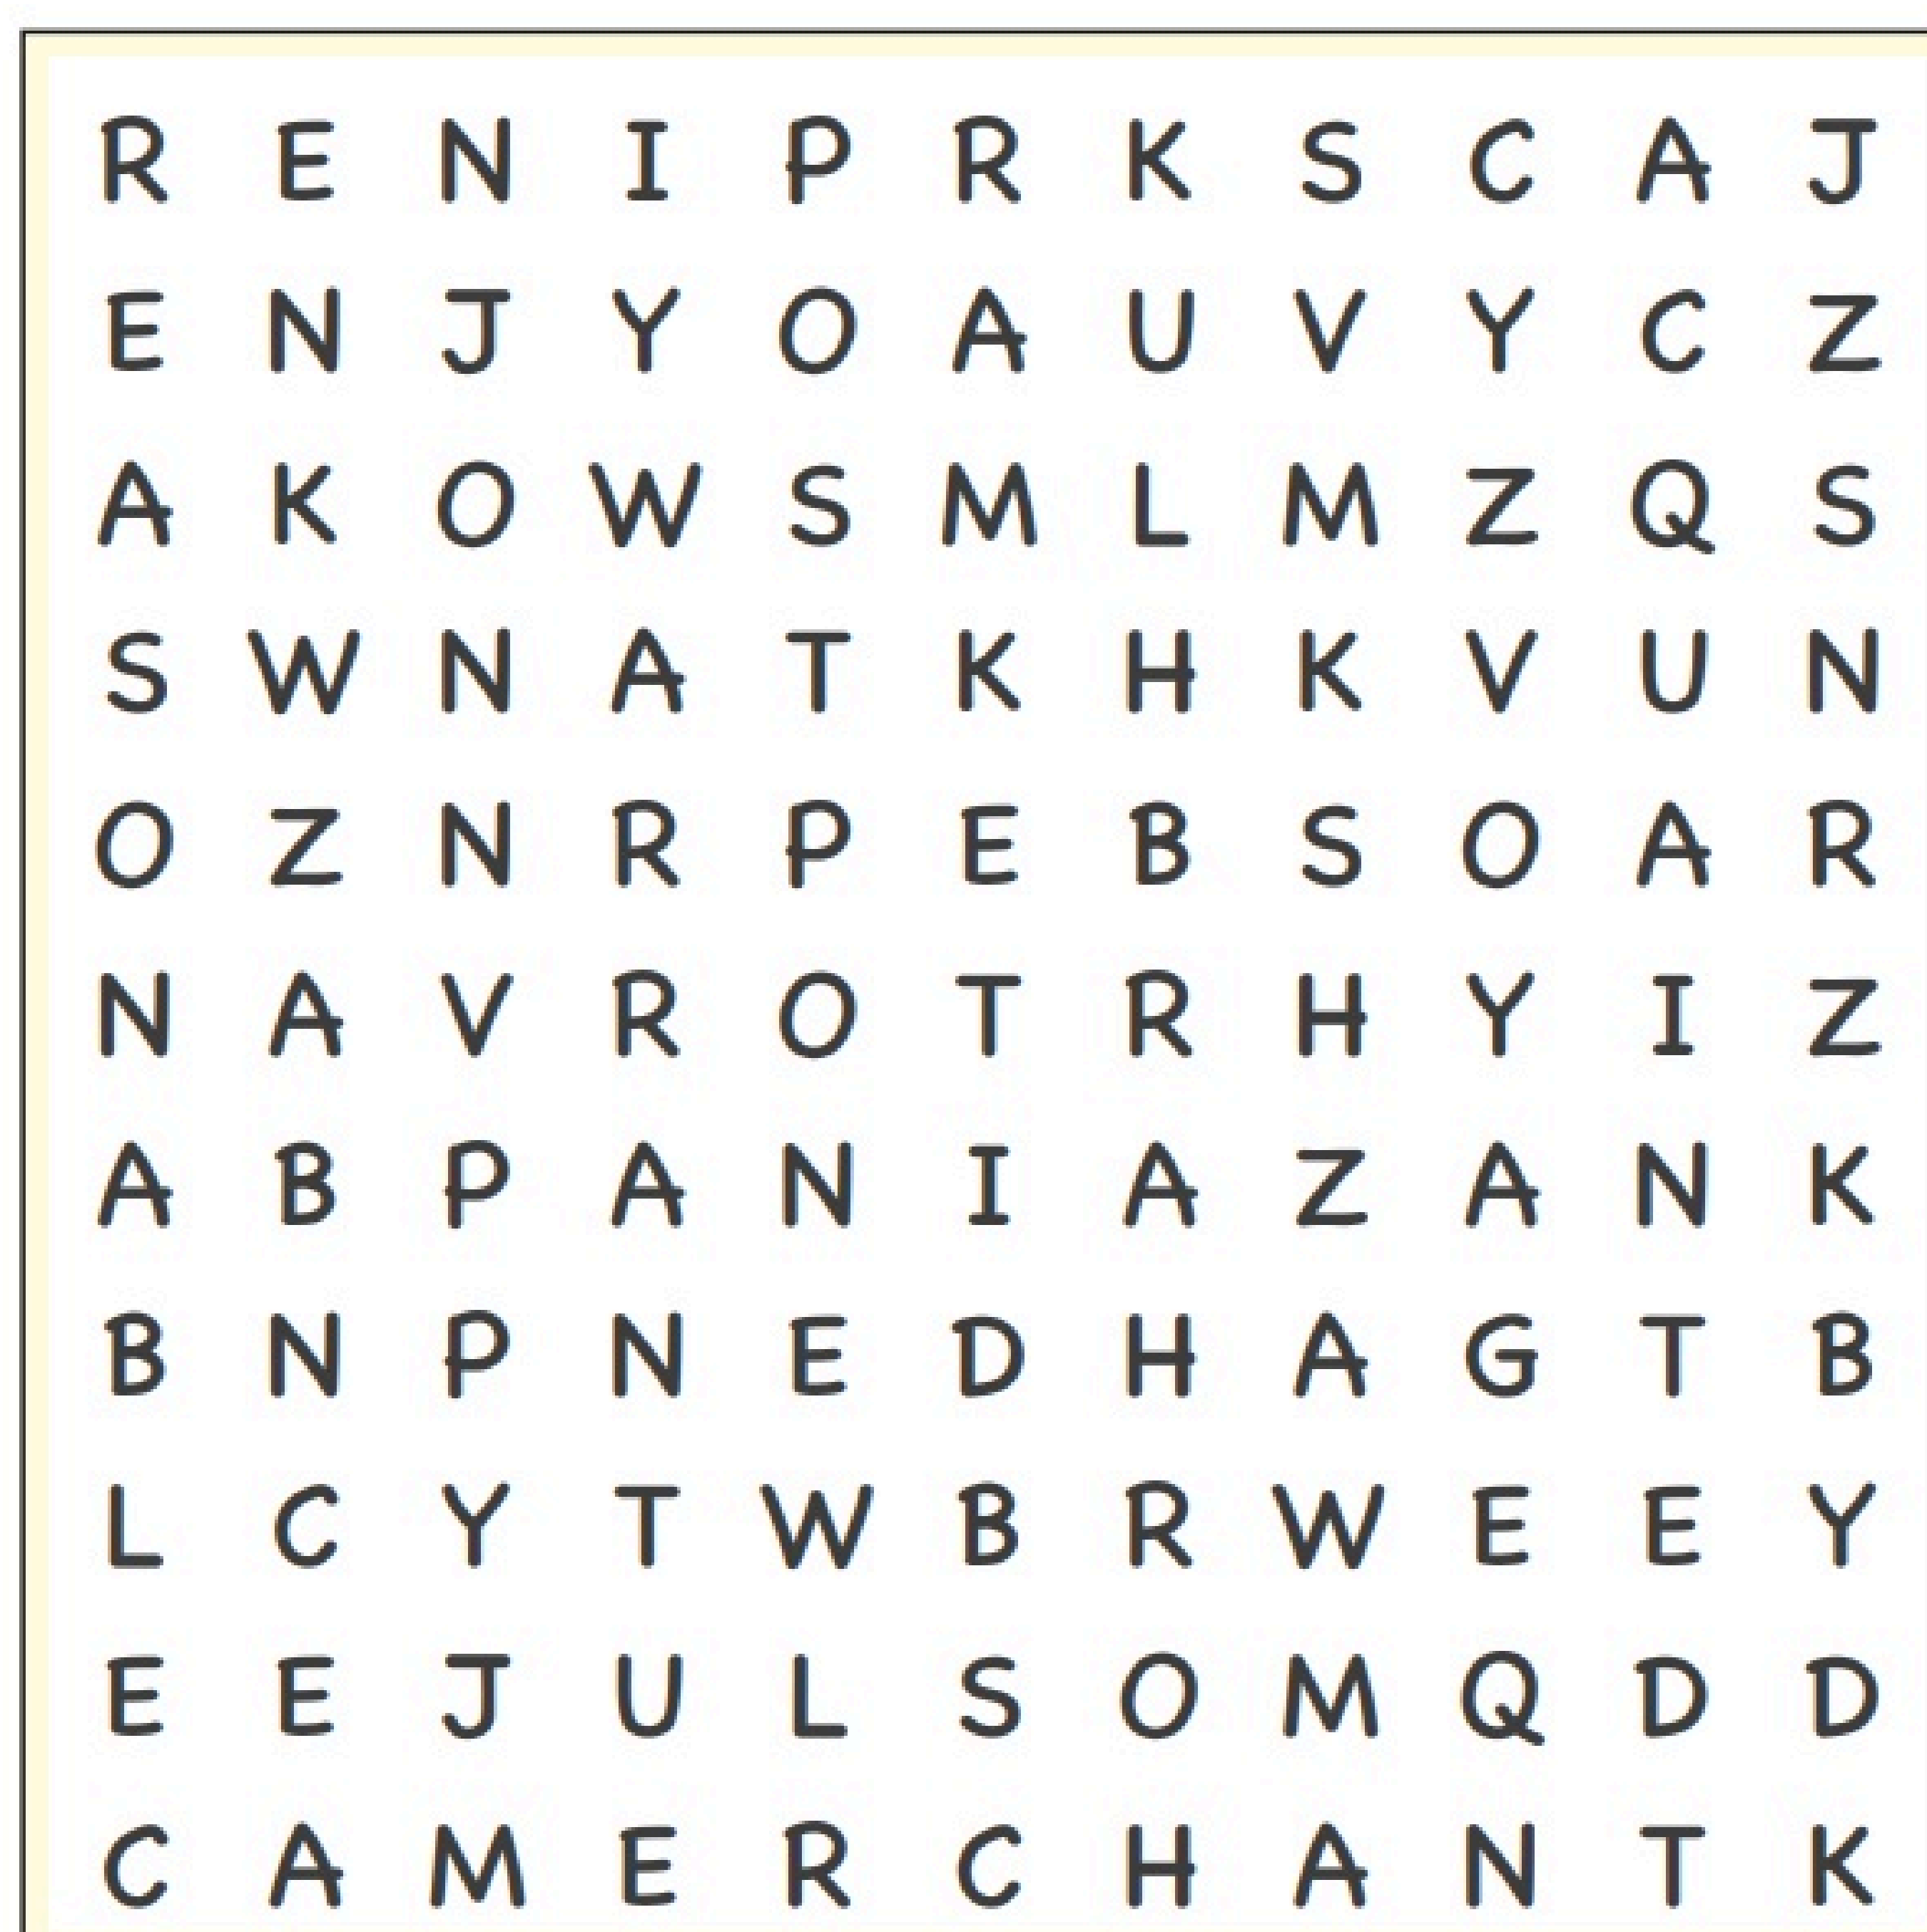 R E N I P R K S C A J
E N J Y O A U V Y C Z
A K O W S M L M Z Q S
S W N A T K H K V U N
O Z N R P E B S O A R
N A V R O T R H Y I Z
A B P A N I A Z A N K
B N P N E D H A G T B
L C Y T W B R W E E Y
E E J U L S O M Q D D
C A M E R C H A N T K